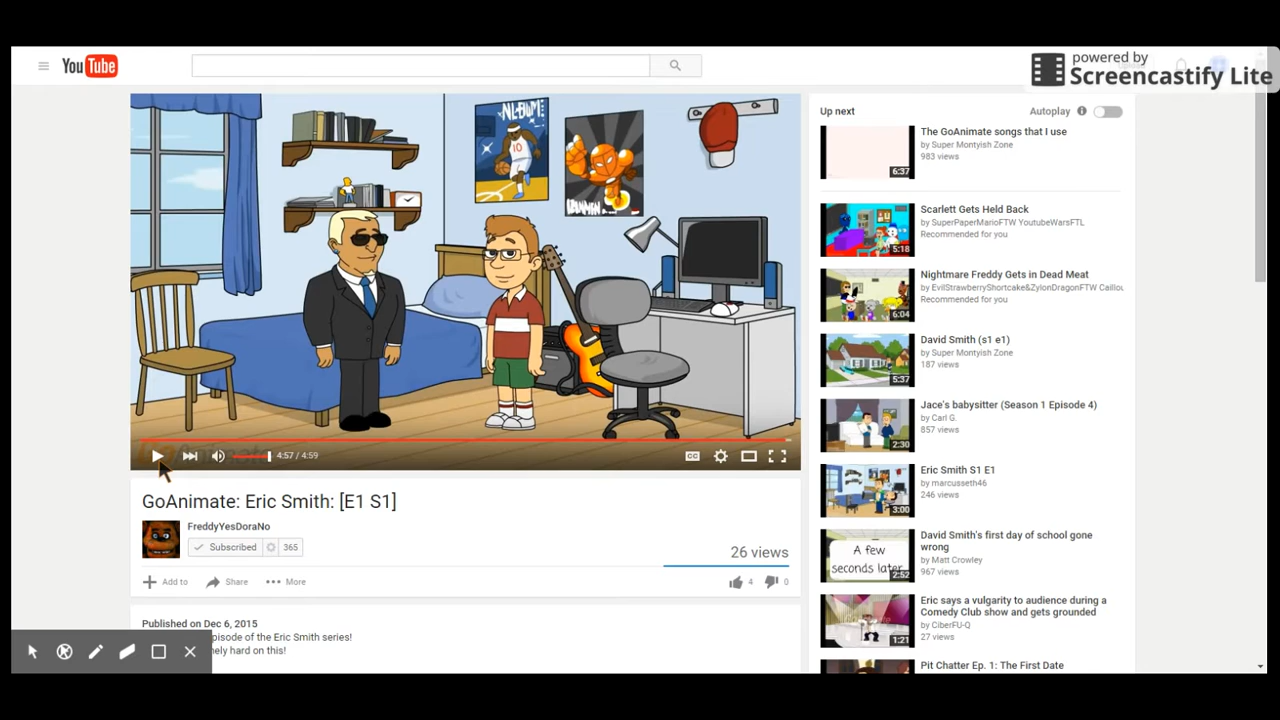 powered by
Screencastify Lite
YouTube
NLBDM
10
4:57 / 4:59
CC
GoAnimate: Eric Smith: [E1 S1]
FreddyYesDoraNo
Subscribed 365
26 views
Add to Share More
4 0
Published on Dec 6, 2015
pisode of the Eric Smith series!
nely hard on this!
Up next
Autoplay
The GoAnimate songs that I use
by Super Montyish Zone
983 views
6:37
Scarlett Gets Held Back
by SuperPaperMarioFTW YoutubeWarsFTL
Recommended for you
5:18
Nightmare Freddy Gets in Dead Meat
by EvilStrawberryShortcake&ZylonDragonFTW Caillou
Recommended for you
6:04
David Smith (s1 e1)
by Super Montyish Zone
187 views
5:37
Jace's babysitter (Season 1 Episode 4)
by Carl G.
857 views
2:30
Eric Smith S1 E1
by marcusseth46
246 views
3:00
David Smith's first day of school gone
wrong
by Matt Crowley
967 views
A few
seconds later
2:52
Eric says a vulgarity to audience during a
Comedy Club show and gets grounded
by CiberFU-Q
27 views
1:21
Pit Chatter Ep. 1: The First Date